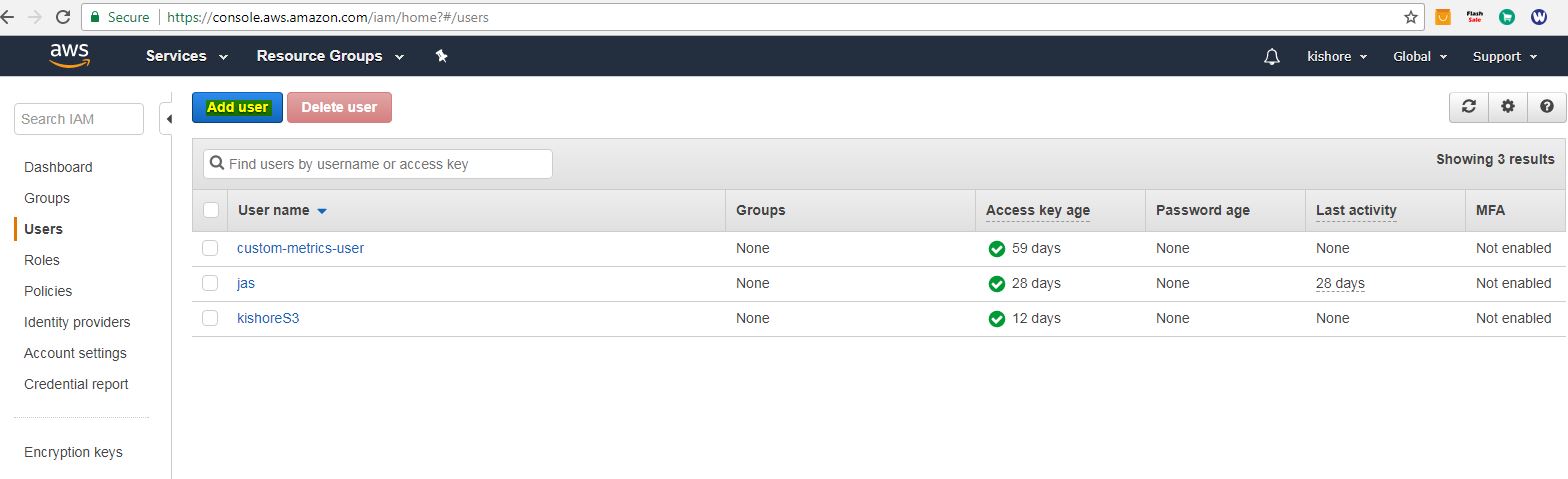 Secure https://console.aws.amazon.com/iam/home?#/users
Flash
Sale
W
aws Services Resource Groups kishore Global Support
Search IAM
Add user Delete user
Find users by username or access key Showing 3 results
Dashboard
Groups
Users
Roles
Policies
Identity providers
Account settings
Credential report
Encryption keys
User name Groups Access key age Password age Last activity MFA
custom-metrics-user None 59 days None None Not enabled
jas None 28 days None 28 days Not enabled
kishoreS3 None 12 days None None Not enabled